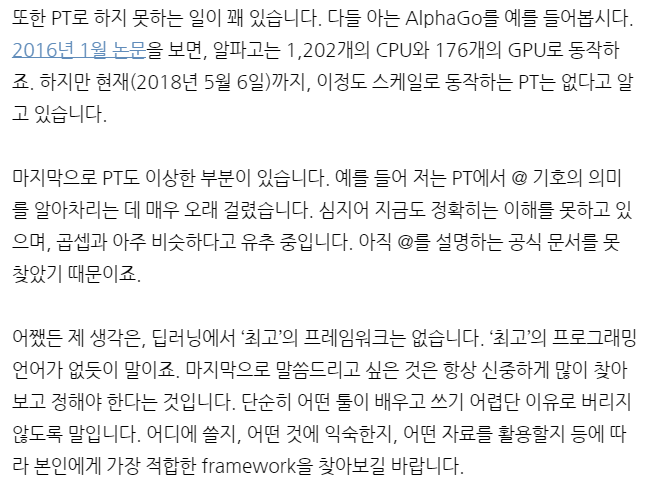 또한 PT로 하지 못하는 일이 꽤 있습니다. 다들 아는 AlphaGo를 예를 들어봅시다.
2016년 1월 논문을 보면, 알파고는 1,202개의 CPU와 176개의 GPU로 동작하
죠. 하지만 현재(2018년 5월 6일)까지, 이정도 스케일로 동작하는 PT는 없다고 알
고 있습니다.
마지막으로 PT도 이상한 부분이 있습니다. 예를 들어 저는 PT에서 @ 기호의 의미
를 알아차리는 데 매우 오래 걸렸습니다. 심지어 지금도 정확히는 이해를 못하고 있
으며, 곱셉과 아주 비슷하다고 유추 중입니다. 아직 @를 설명하는 공식 문서를 못
찾았기 때문이죠.
어쨌든 제 생각은, 딥러닝에서 ‘최고’의 프레임워크는 없습니다. ‘최고’의 프로그래밍
언어가 없듯이 말이죠. 마지막으로 말씀드리고 싶은 것은 항상 신중하게 많이 찾아
보고 정해야 한다는 것입니다. 단순히 어떤 툴이 배우고 쓰기 어렵단 이유로 버리지
않도록 말입니다. 어디에 쓸지, 어떤 것에 익숙한지, 어떤 자료를 활용할지 등에 따
라 본인에게 가장 적합한 framework을 찾아보길 바랍니다.